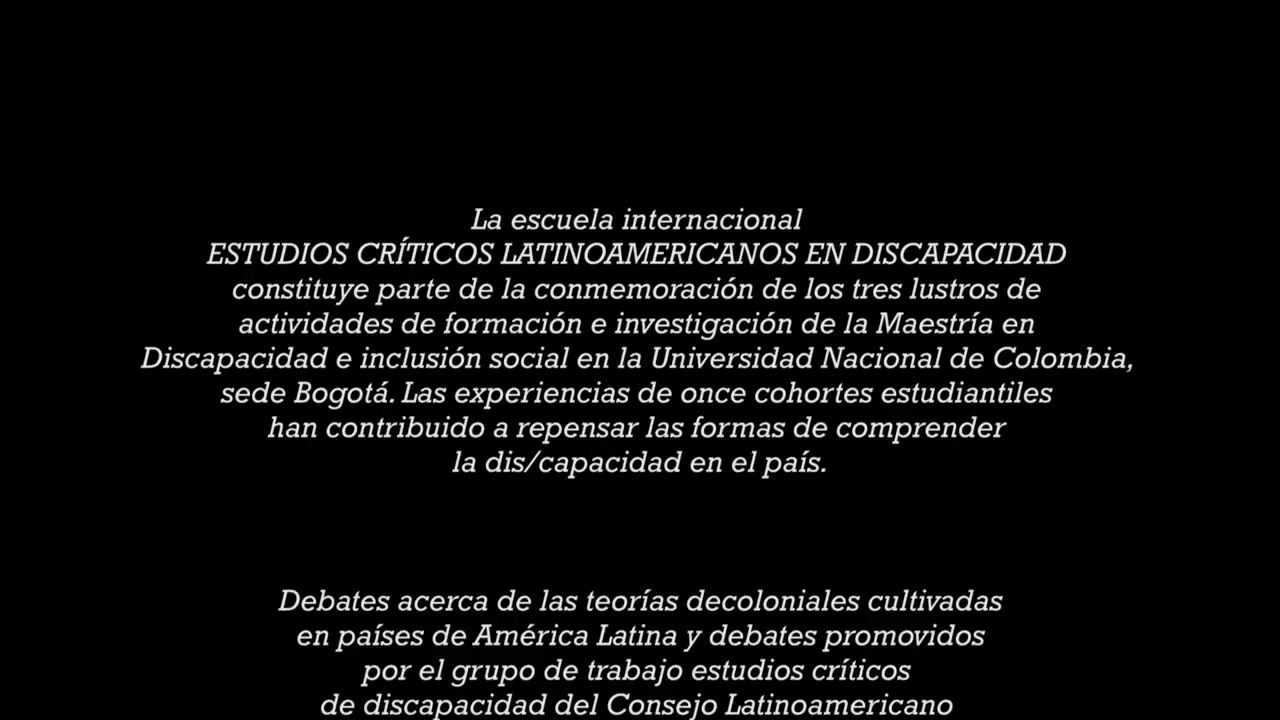 La escuela internacional
ESTUDIOS CRÍTICOS LATINOAMERICANOS EN DISCAPACIDAD
constituye parte de la conmemoración de los tres lustros de
actividades de formación e investigación de la Maestría en
Discapacidad e inclusión social en la Universidad Nacional de Colombia,
sede Bogotá. Las experiencias de once cohortes estudiantiles
han contribuido a repensar las formas de comprender
la dis/capacidad en el país.
Debates acerca de las teorías decoloniales cultivadas
en países de América Latina y debates promovidos
por el grupo de trabajo estudios críticos
de discapacidad del Consejo Latinoamericano